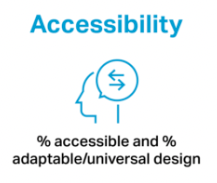 Accessibility
% accessible and %
adaptable/universal design